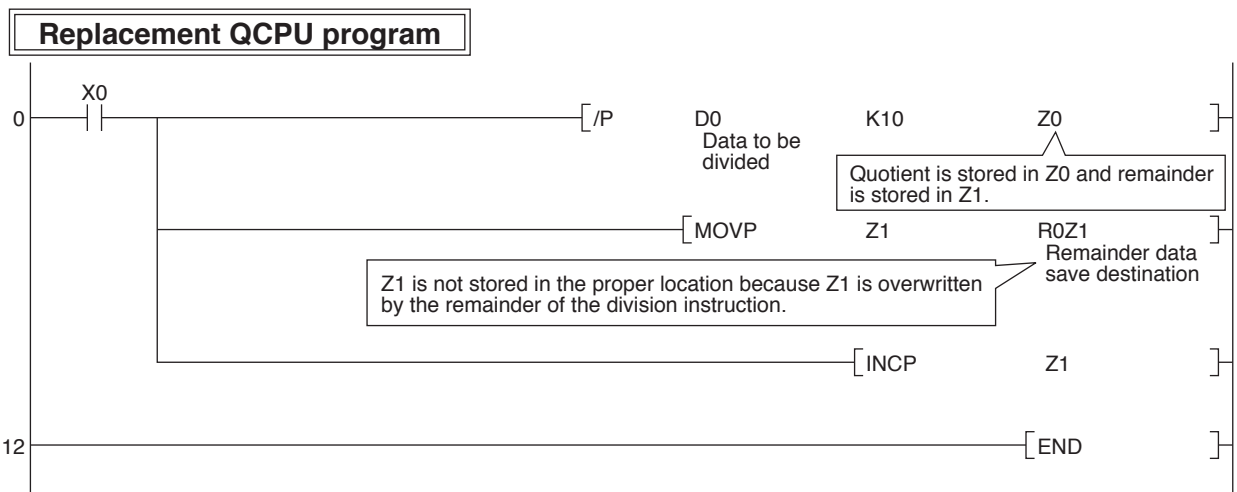 Replacement QCPU program
X0
0
/P D0 K10 Z0
Data to be
divided
Quotient is stored in Z0 and remainder
is stored in Z1.
MOVP Z1 R0Z1
Remainder data
save destination
Z1 is not stored in the proper location because Z1 is overwritten
by the remainder of the division instruction.
INCP Z1
12
END